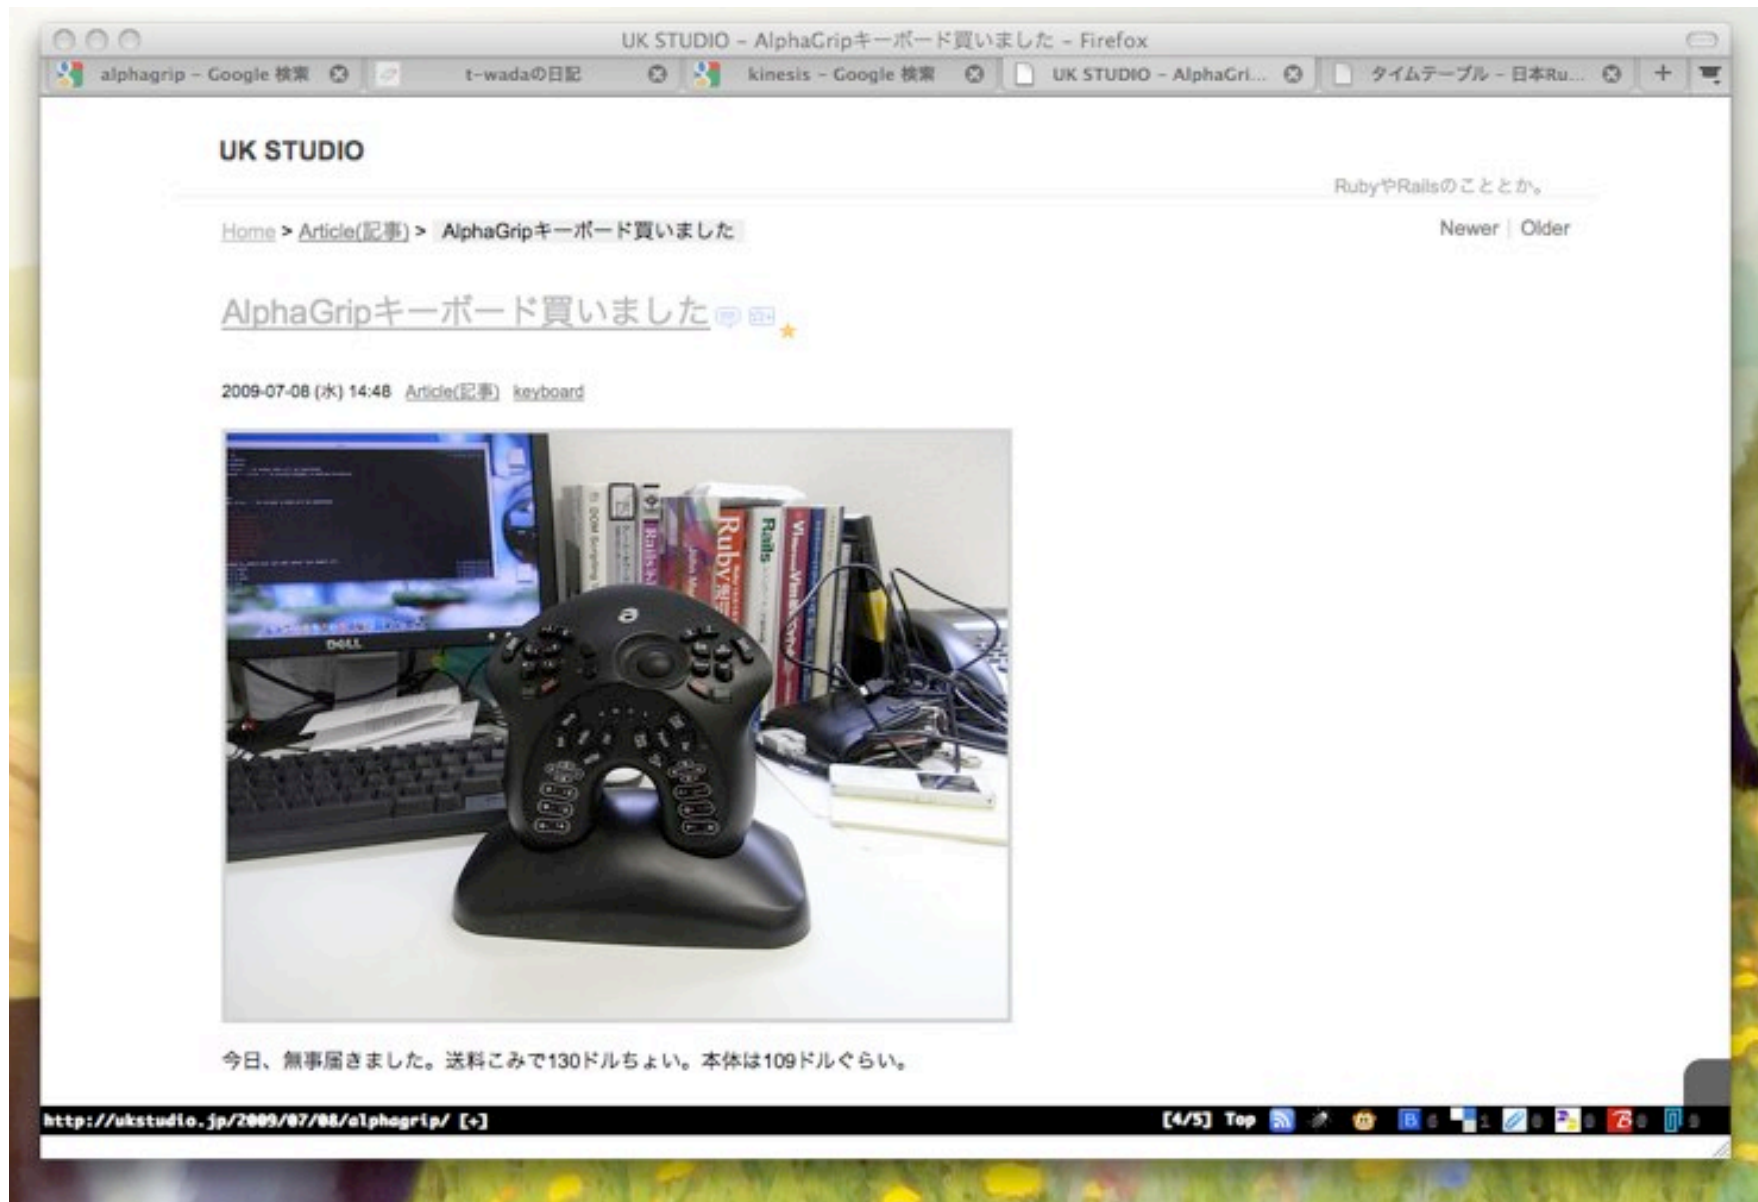 UK STUDIO – AlphaGripキーボード買いました – Firefox
alphagrip – Google 検索
t-wadaの日記
kinesis – Google 検索
UK STUDIO – AlphaGri...
タイムテーブル – 日本Ru...
UK STUDIO
RubyやRailsのこととか。
Home > Article(記事) > AlphaGripキーボード買いました
Newer | Older
AlphaGripキーボード買いました
2009-07-08 (水) 14:48 Article(記事) keyboard
DOM Scripting
Rails
Ruby
Rails
DELL
今日、無事届きました。送料こみで130ドルちょい。本体は109ドルぐらい。
http://ukstudio.jp/2009/07/08/alphagrip/ [+]
[4/5] Top